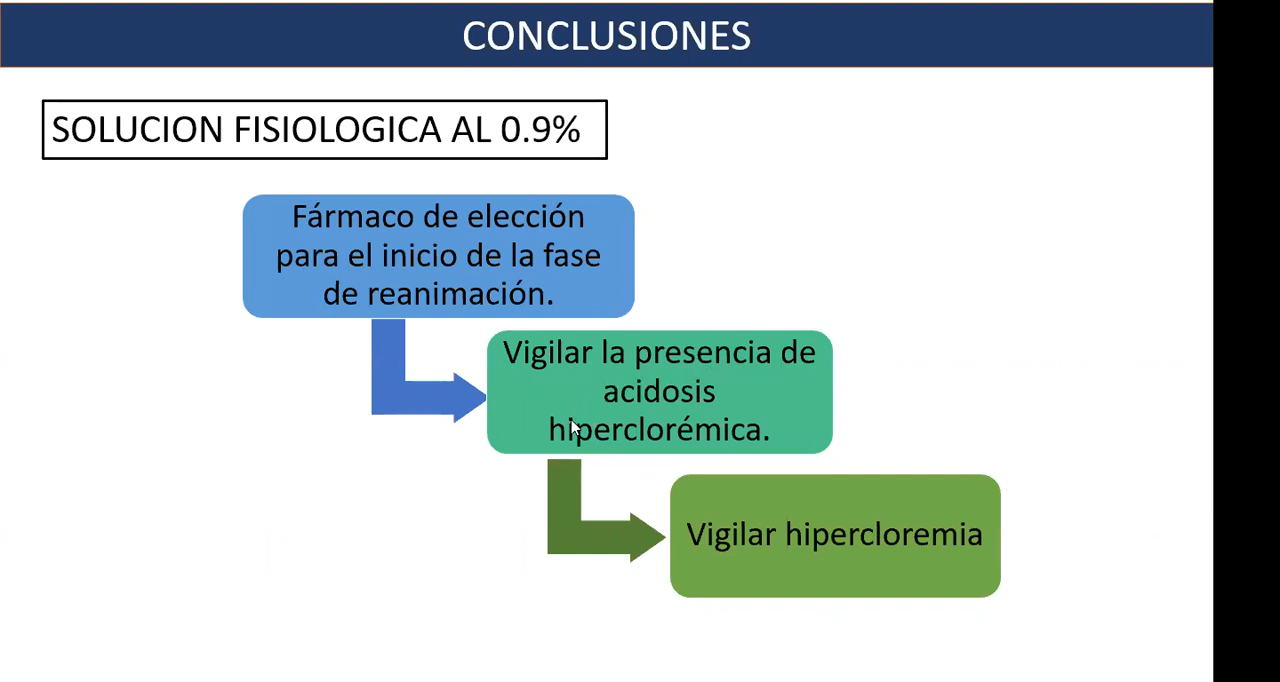 CONCLUSIONES
SOLUCION FISIOLOGICA AL 0.9%
Fármaco de elección
para el inicio de la fase
de reanimación.
Vigilar la presencia de
acidosis
hiperclorémica.
Vigilar hipercloremia